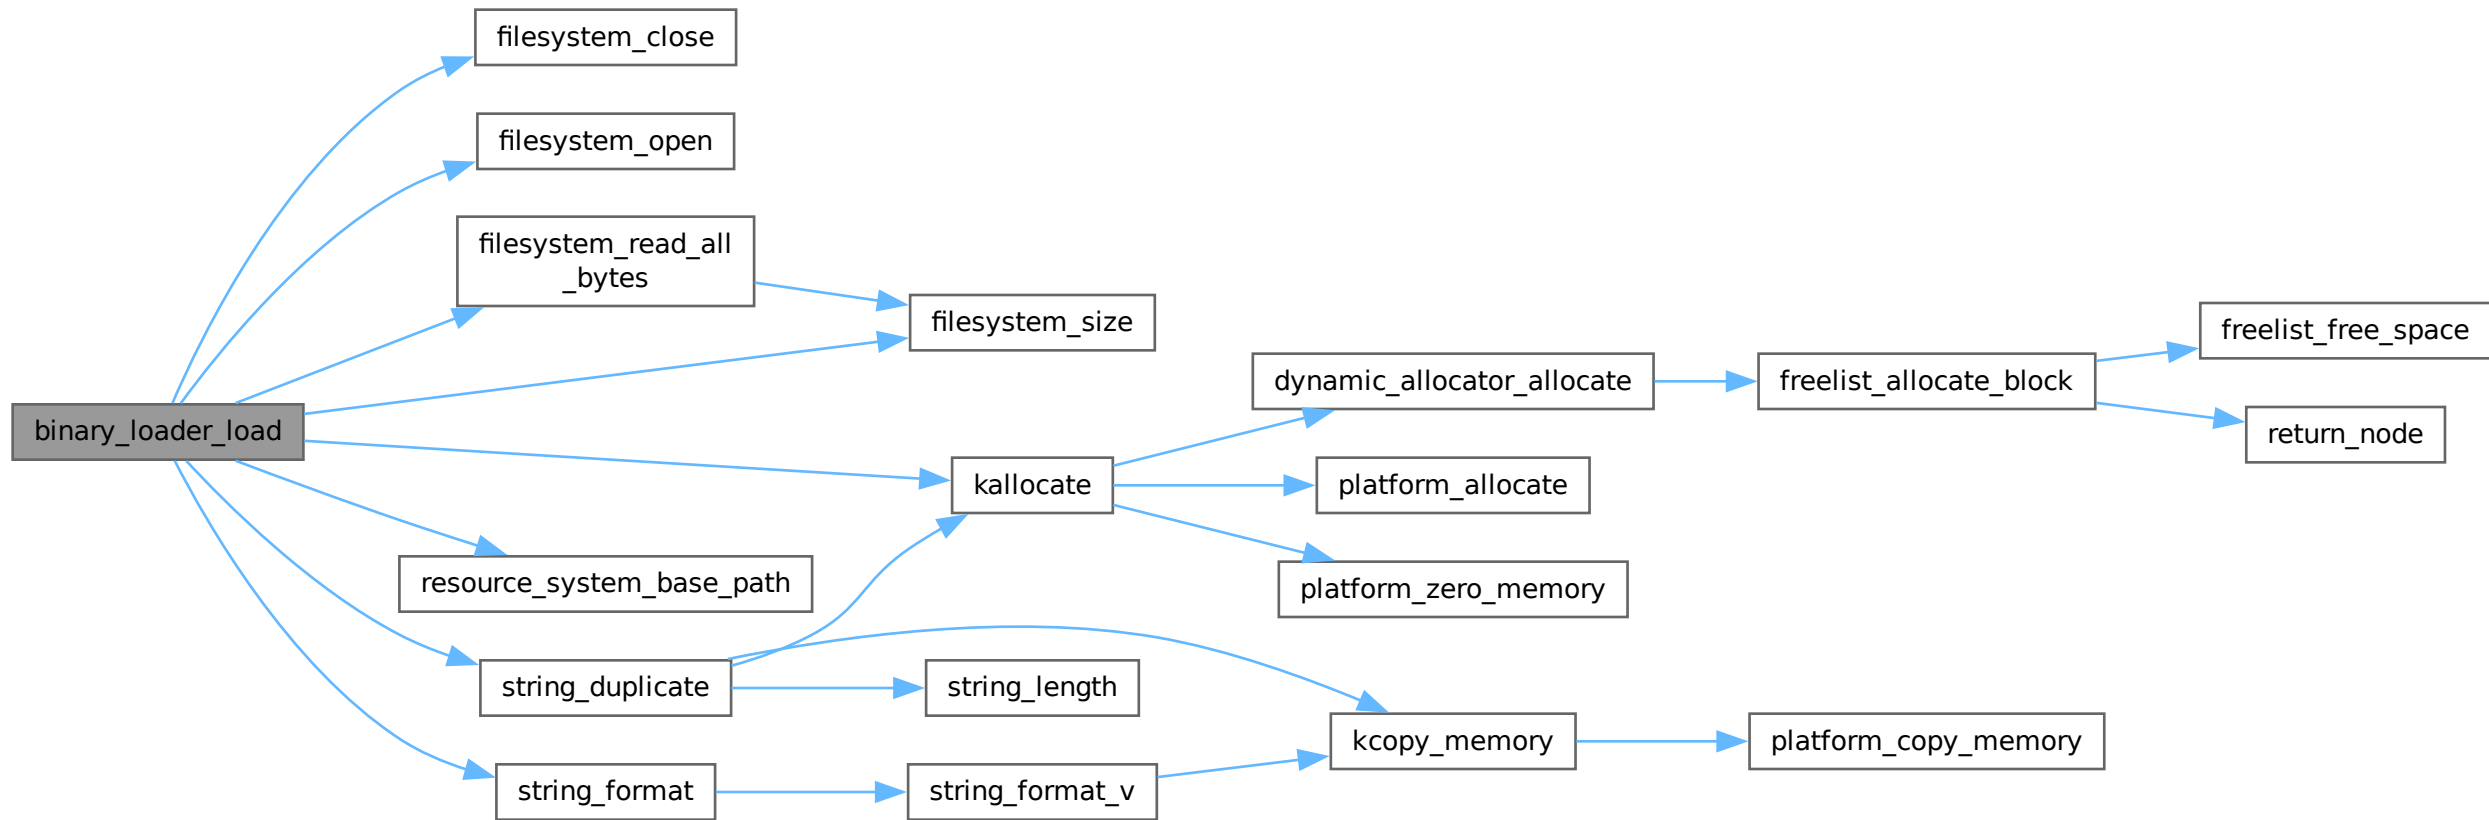 filesystem_close
filesystem_open
filesystem_read_all
_bytes
filesystem_size
freelist_free_space
dynamic_allocator_allocate
freelist_allocate_block
binary_loader_load
return_node
kallocate
platform_allocate
resource_system_base_path
platform_zero_memory
string_duplicate
string_length
kcopy_memory
platform_copy_memory
string_format
string_format_v